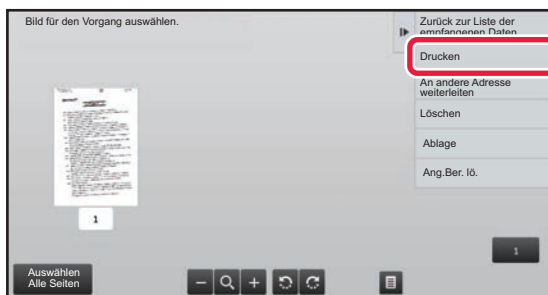 Bild für den Vorgang auswählen.
Zurück zur Liste der
empfangenen Daten
Drucken
An andere Adresse
weiterleiten
Löschen
Ablage
Ang.Ber. lö.
1
1
Auswählen
Alle Seiten